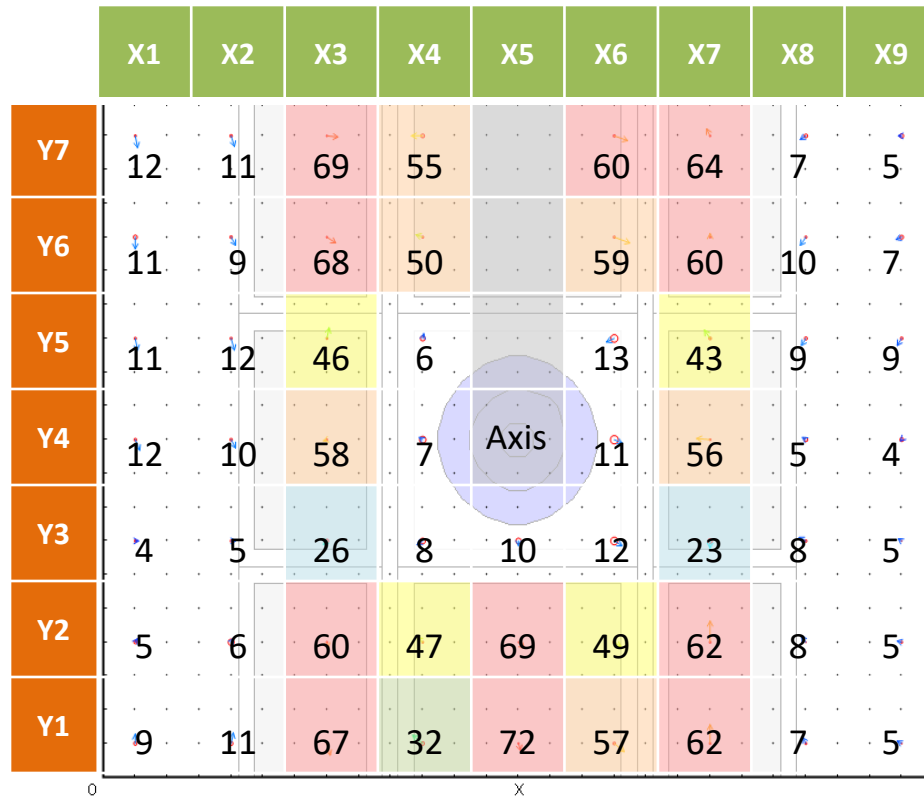 X1 X2 X3 X4 X5 X6 X7 X8 X9
Y7 12 11 69 55 60 64 7 5
Y6 11 9 68 50 59 60 10 7
Y5 11 12 46 6 13 43 9 9
Y4 12 10 58 7 Axis 11 56 5 4
Y3 4 5 26 8 10 12 23 8 5
Y2 5 6 60 47 69 49 62 8 5
Y1 9 11 67 32 72 57 62 7 5
0 X